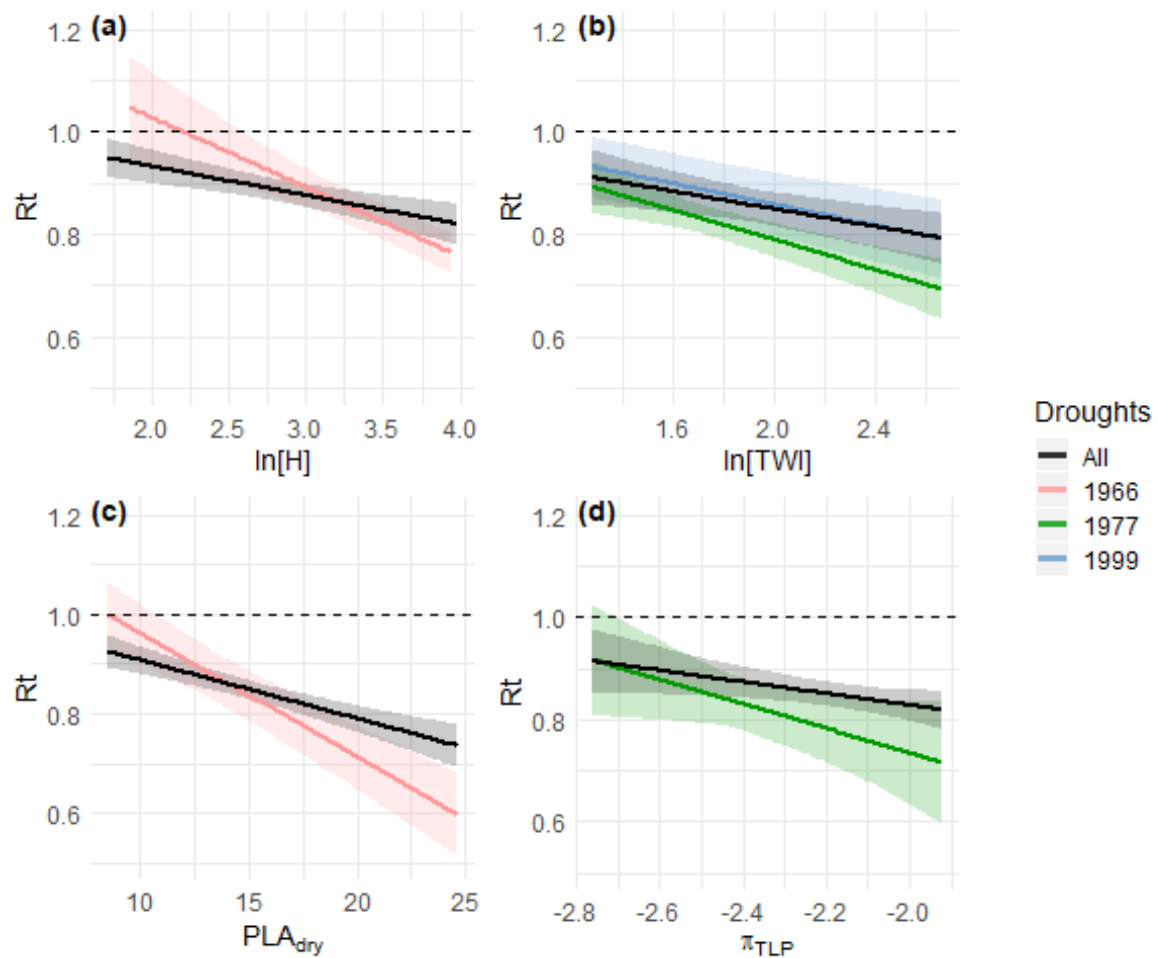 (a)
1.2
1.0
0.8
0.6
Rt
2.0 2.5 3.0 3.5 4.0
ln[H]
(b)
1.2
1.0
0.8
0.6
Rt
1.6 2.0 2.4
ln[TWI]
(c)
1.2
1.0
0.8
0.6
Rt
10 15 20 25
PLAdry
(d)
1.2
1.0
0.8
0.6
Rt
-2.8 -2.6 -2.4 -2.2 -2.0
πTLP
Droughts
All
1966
1977
1999